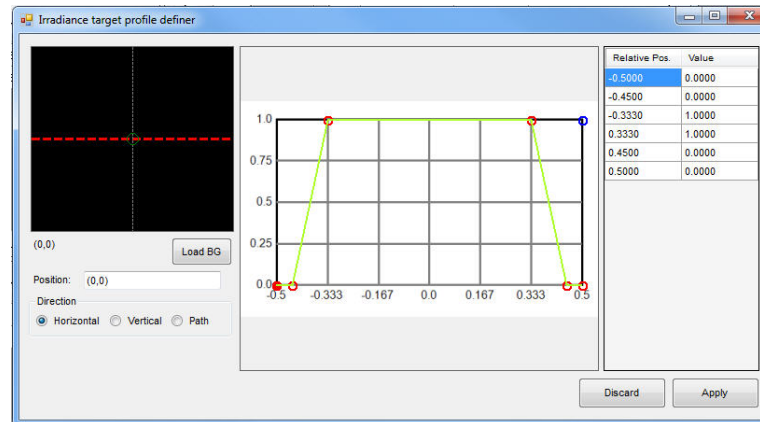 Irradiance target profile definer
(0,0)
Load BG
Position: (0,0)
Direction
Horizontal Vertical Path
1.0
0.75
0.5
0.25
0.0
-0.5 -0.333 -0.167 0.0 0.167 0.333 0.5
Relative Pos. Value
-0.5000 0.0000
-0.4500 0.0000
-0.3330 1.0000
0.3330 1.0000
0.4500 0.0000
0.5000 0.0000
Discard Apply